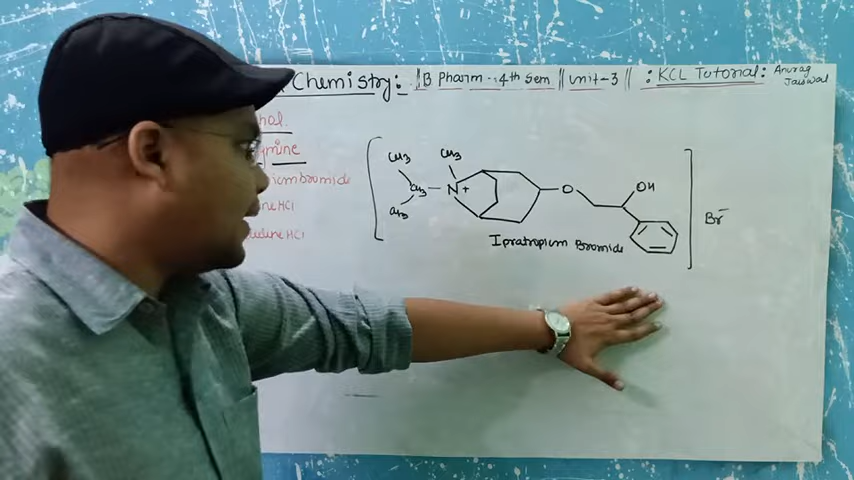 Chemistry: B Pharm - 4th Sem || Unit-3 || : KCL Tutorial : Anurag
Jaiswal
CH3 CH3
CH3 N+ O OH
CH3
Br-
Ipratropium Bromide